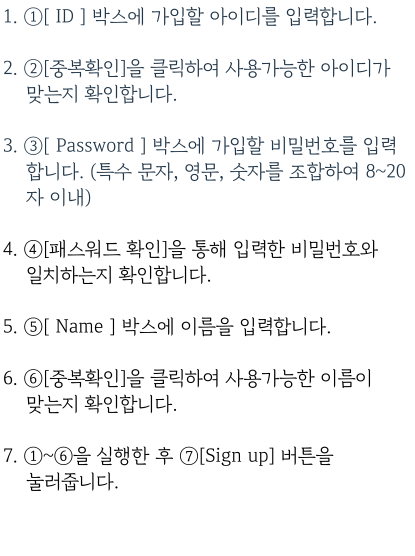 1. ①[ ID ] 박스에 가입할 아이디를 입력합니다.
2. ②[중복확인]을 클릭하여 사용가능한 아이디가
맞는지 확인합니다.
3. ③[ Password ] 박스에 가입할 비밀번호를 입력
합니다. (특수 문자, 영문, 숫자를 조합하여 8~20
자 이내)
4. ④[패스워드 확인]을 통해 입력한 비밀번호와
일치하는지 확인합니다.
5. ⑤[ Name ] 박스에 이름을 입력합니다.
6. ⑥[중복확인]을 클릭하여 사용가능한 이름이
맞는지 확인합니다.
7. ①~⑥을 실행한 후 ⑦[Sign up] 버튼을
눌러줍니다.